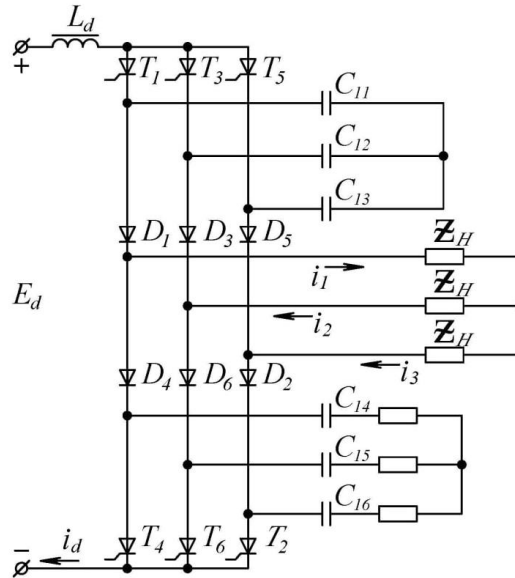 L_d
+
T_1 T_3 T_5
C_11
C_12
C_13
D_1 D_3 D_5
Z_H
i_1
E_d
Z_H
i_2
Z_H
i_3
D_4 D_6 D_2
C_14
C_15
C_16
− i_d T_4 T_6 T_2